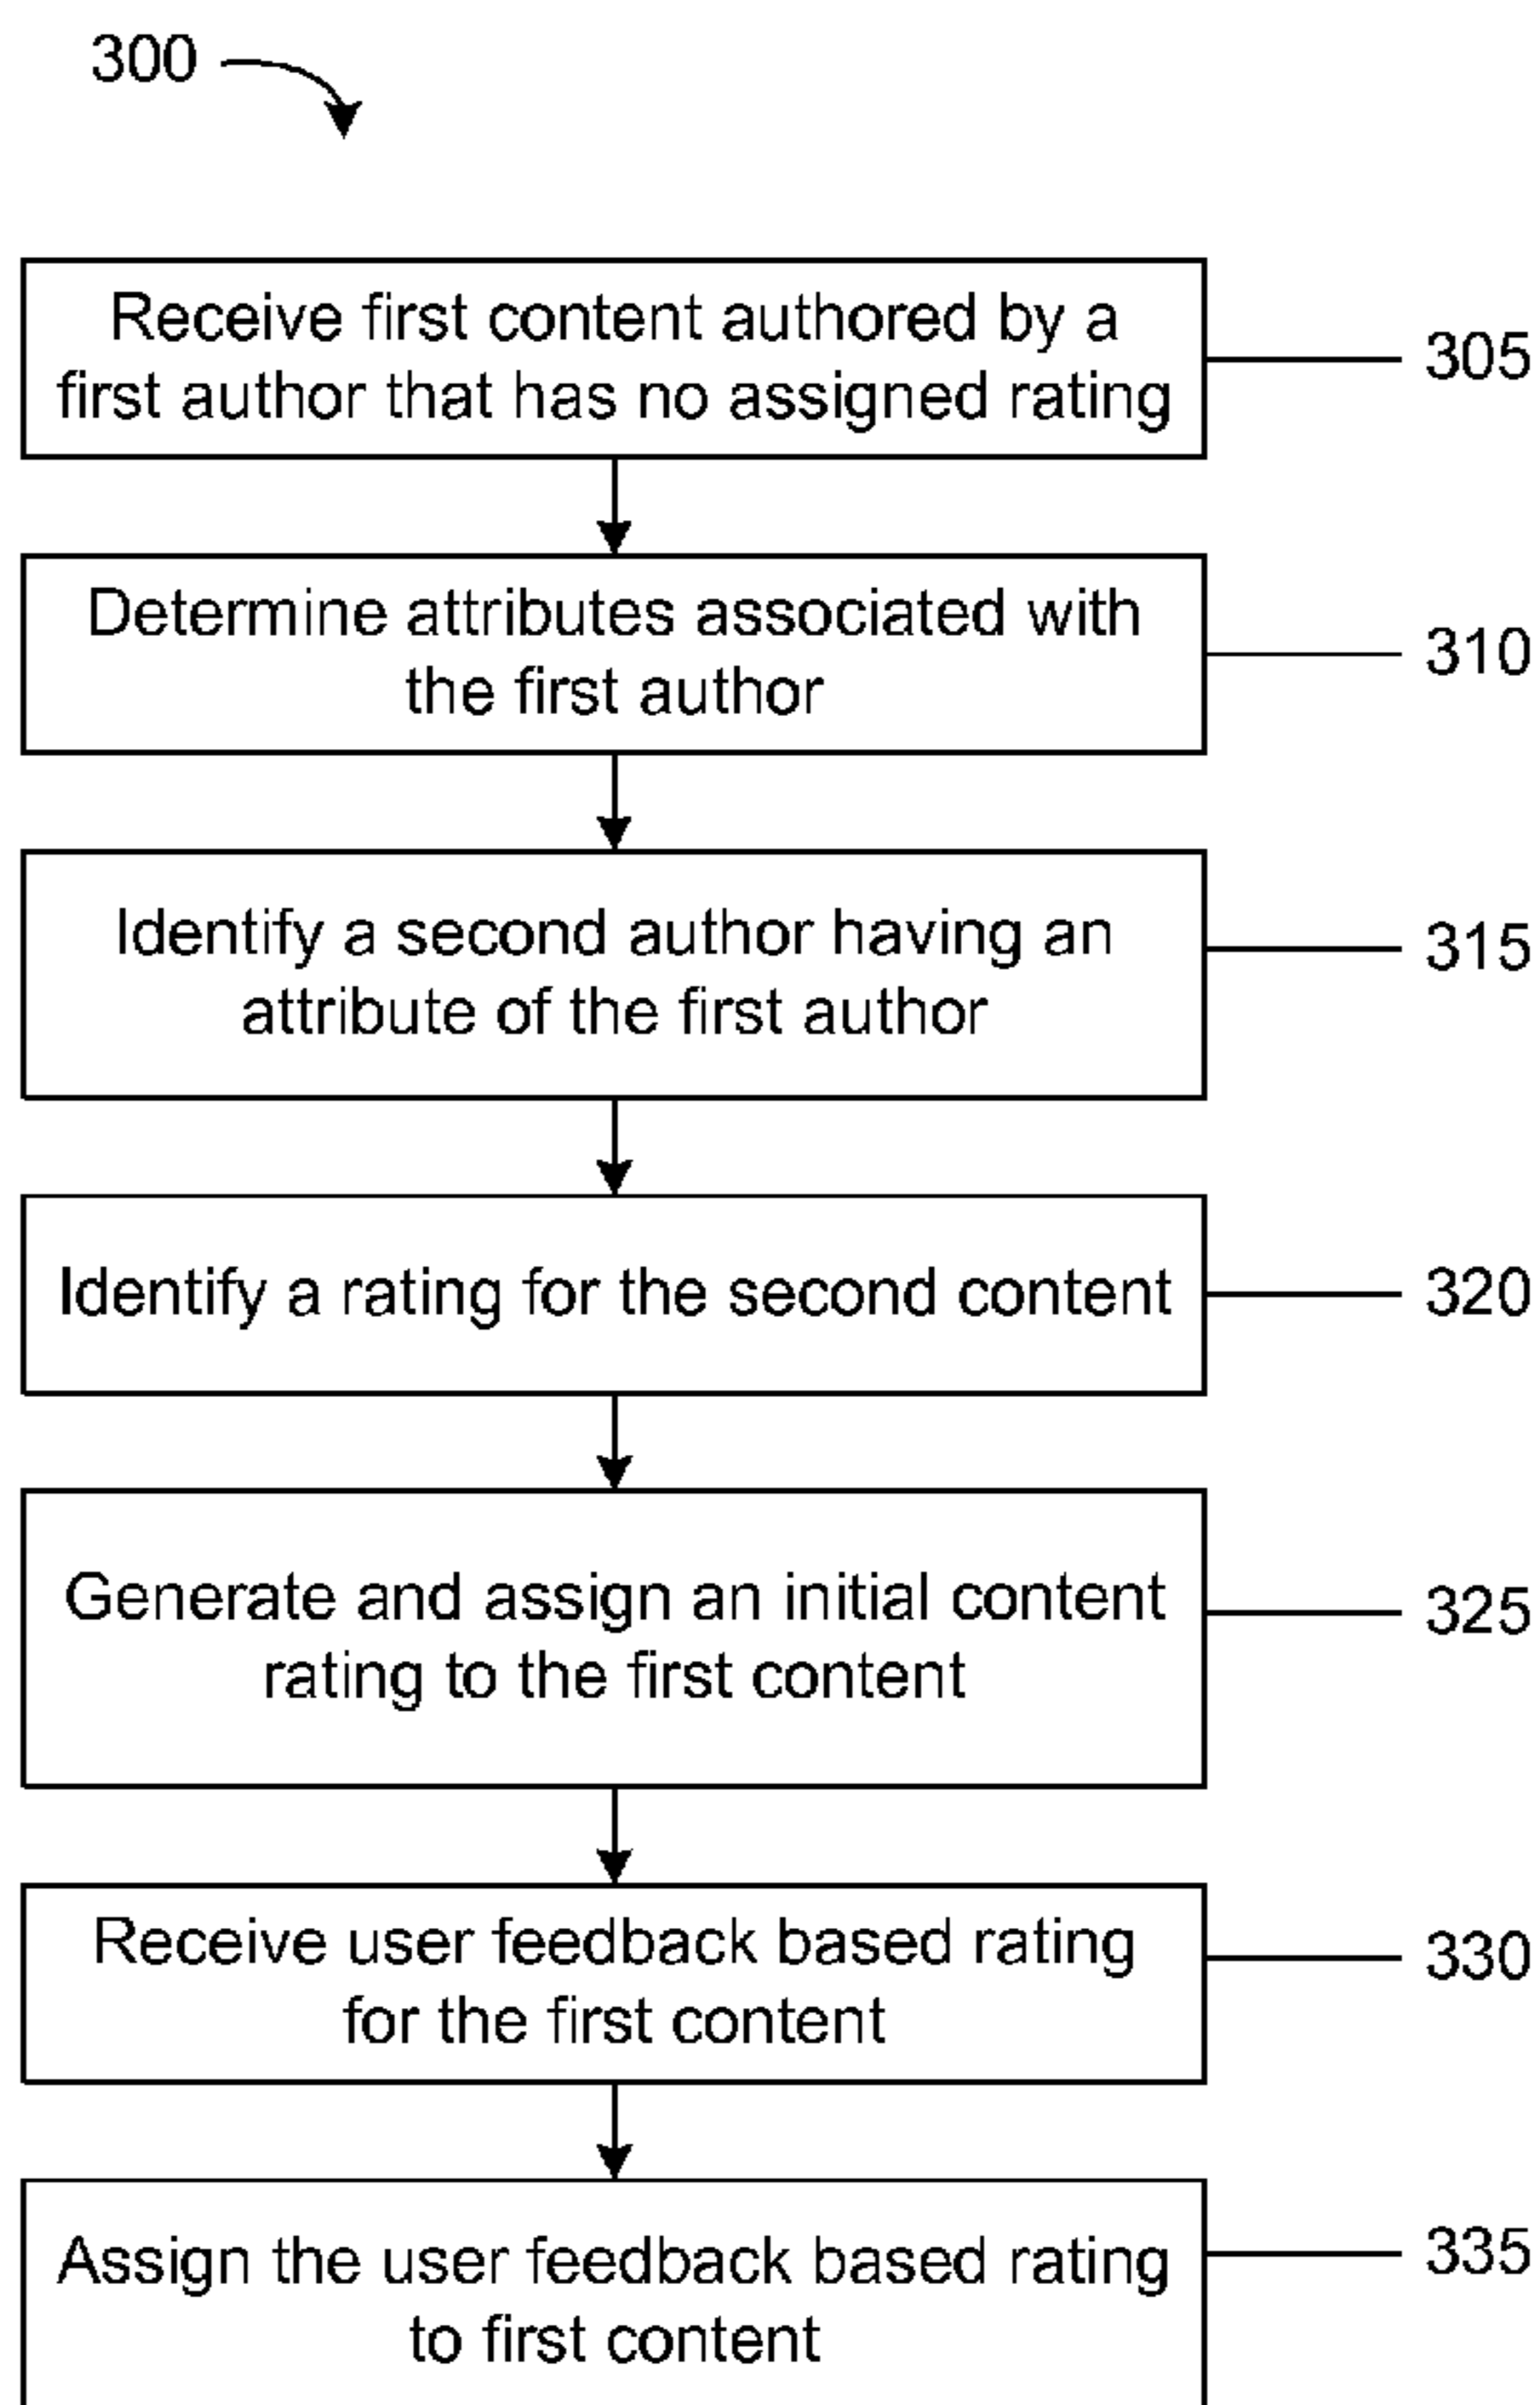 300
Receive first content authored by a
first author that has no assigned rating
305
Determine attributes associated with
the first author
310
Identify a second author having an
attribute of the first author
315
Identify a rating for the second content
320
Generate and assign an initial content
rating to the first content
325
Receive user feedback based rating
for the first content
330
Assign the user feedback based rating
to first content
335